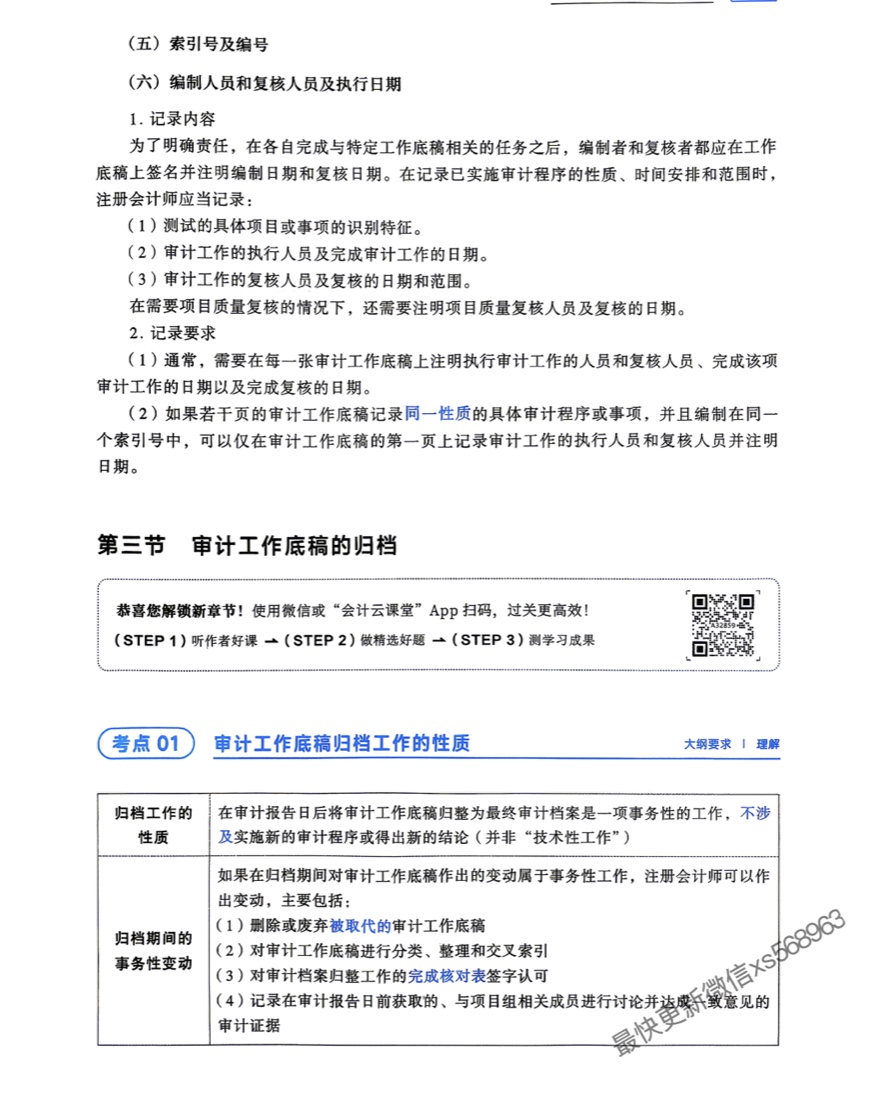 （五）索引号及编号
（六）编制人员和复核人员及执行日期
1. 记录内容
为了明确责任，在各自完成与特定工作底稿相关的任务之后，编制者和复核者都应在工作
底稿上签名并注明编制日期和复核日期。在记录已实施审计程序的性质、时间安排和范围时，
注册会计师应当记录：
（1）测试的具体项目或事项的识别特征。
（2）审计工作的执行人员及完成审计工作的日期。
（3）审计工作的复核人员及复核的日期和范围。
在需要项目质量复核的情况下，还需要注明项目质量复核人员及复核的日期。
2. 记录要求
（1）通常，需要在每一张审计工作底稿上注明执行审计工作的人员和复核人员、完成该项
审计工作的日期以及完成复核的日期。
（2）如果若干页的审计工作底稿记录同一性质的具体审计程序或事项，并且编制在同一
个索引号中，可以仅在审计工作底稿的第一页上记录审计工作的执行人员和复核人员并注明
日期。
第三节 审计工作底稿的归档
恭喜您解锁新章节！使用微信或“会计云课堂”App 扫码，过关更高效！
（STEP 1）听作者好课 →（STEP 2）做精选好题 →（STEP 3）测学习成果
A32859
考点 01 审计工作底稿归档工作的性质 大纲要求 | 理解
归档工作的
性质
在审计报告日后将审计工作底稿归整为最终审计档案是一项事务性的工作，不涉
及实施新的审计程序或得出新的结论（并非“技术性工作”）
归档期间的
事务性变动
如果在归档期间对审计工作底稿作出的变动属于事务性工作，注册会计师可以作
出变动，主要包括：
（1）删除或废弃被取代的审计工作底稿
（2）对审计工作底稿进行分类、整理和交叉索引
（3）对审计档案归整工作的完成核对表签字认可
（4）记录在审计报告日前获取的、与项目组相关成员进行讨论并达成一致意见的
审计证据
最快更新微信xs568963